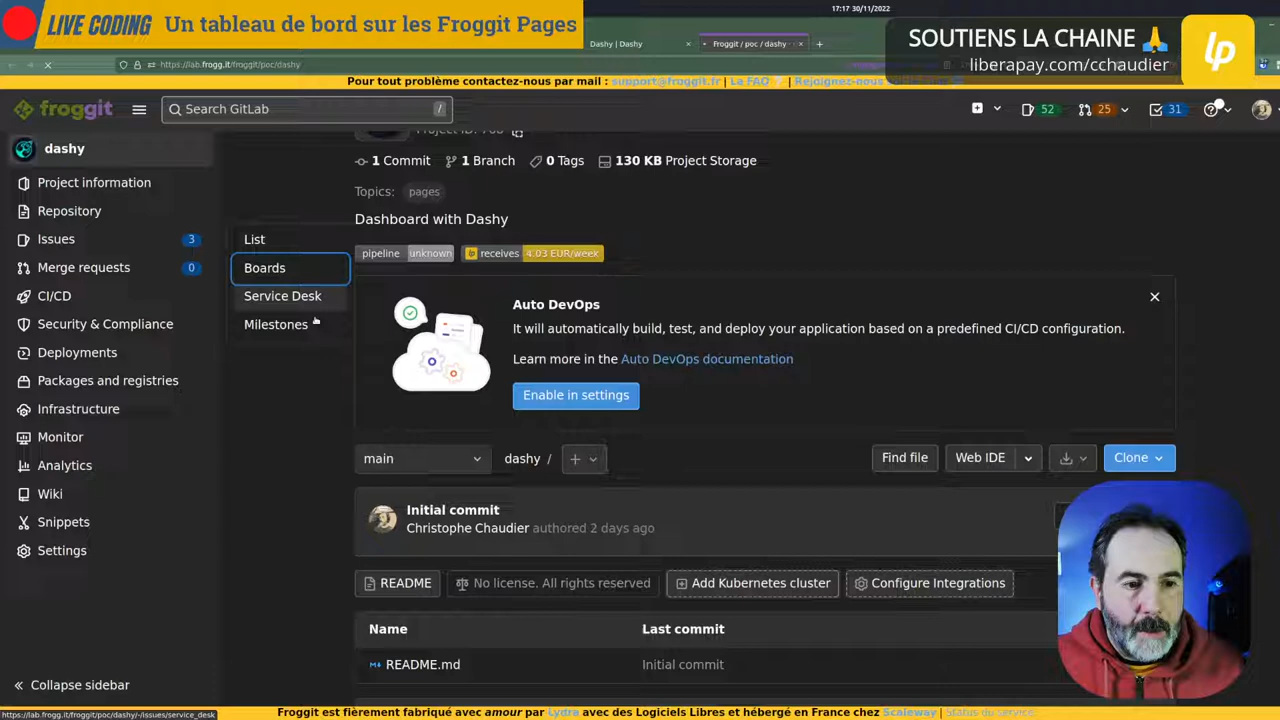 17:17 30/11/2022
LIVE CODING Un tableau de bord sur les Froggit Pages
Dashy | Dashy
Froggit / poc / dashy
SOUTIENS LA CHAINE 🙏
liberapay.com/cchaudier
lp
https://lab.frogg.it/froggit/poc/dashy
Pour tout problème contactez-nous par mail : support@froggit.fr | La FAQ
froggit
Search GitLab
/
52
25
31
dashy
Project information
Repository
Issues 3
Merge requests 0
CI/CD
Security & Compliance
Deployments
Packages and registries
Infrastructure
Monitor
Analytics
Wiki
Snippets
Settings
Collapse sidebar
List
Boards
Service Desk
Milestones
1 Commit 1 Branch 0 Tags 130 KB Project Storage
Topics: pages
Dashboard with Dashy
pipeline unknown lp receives 4.03 EUR/week
Auto DevOps
It will automatically build, test, and deploy your application based on a predefined CI/CD configuration.
Learn more in the Auto DevOps documentation
Enable in settings
main
dashy / +
Find file
Web IDE
Clone
Initial commit
Christophe Chaudier authored 2 days ago
README
No license. All rights reserved
Add Kubernetes cluster
Configure Integrations
Name Last commit
README.md Initial commit
https://lab.frogg.it/froggit/poc/dashy/-/issues/service_desk
Froggit est fièrement fabriqué avec amour par Lydra avec des Logiciels Libres et hébergé en France chez Scaleway | Status du service.